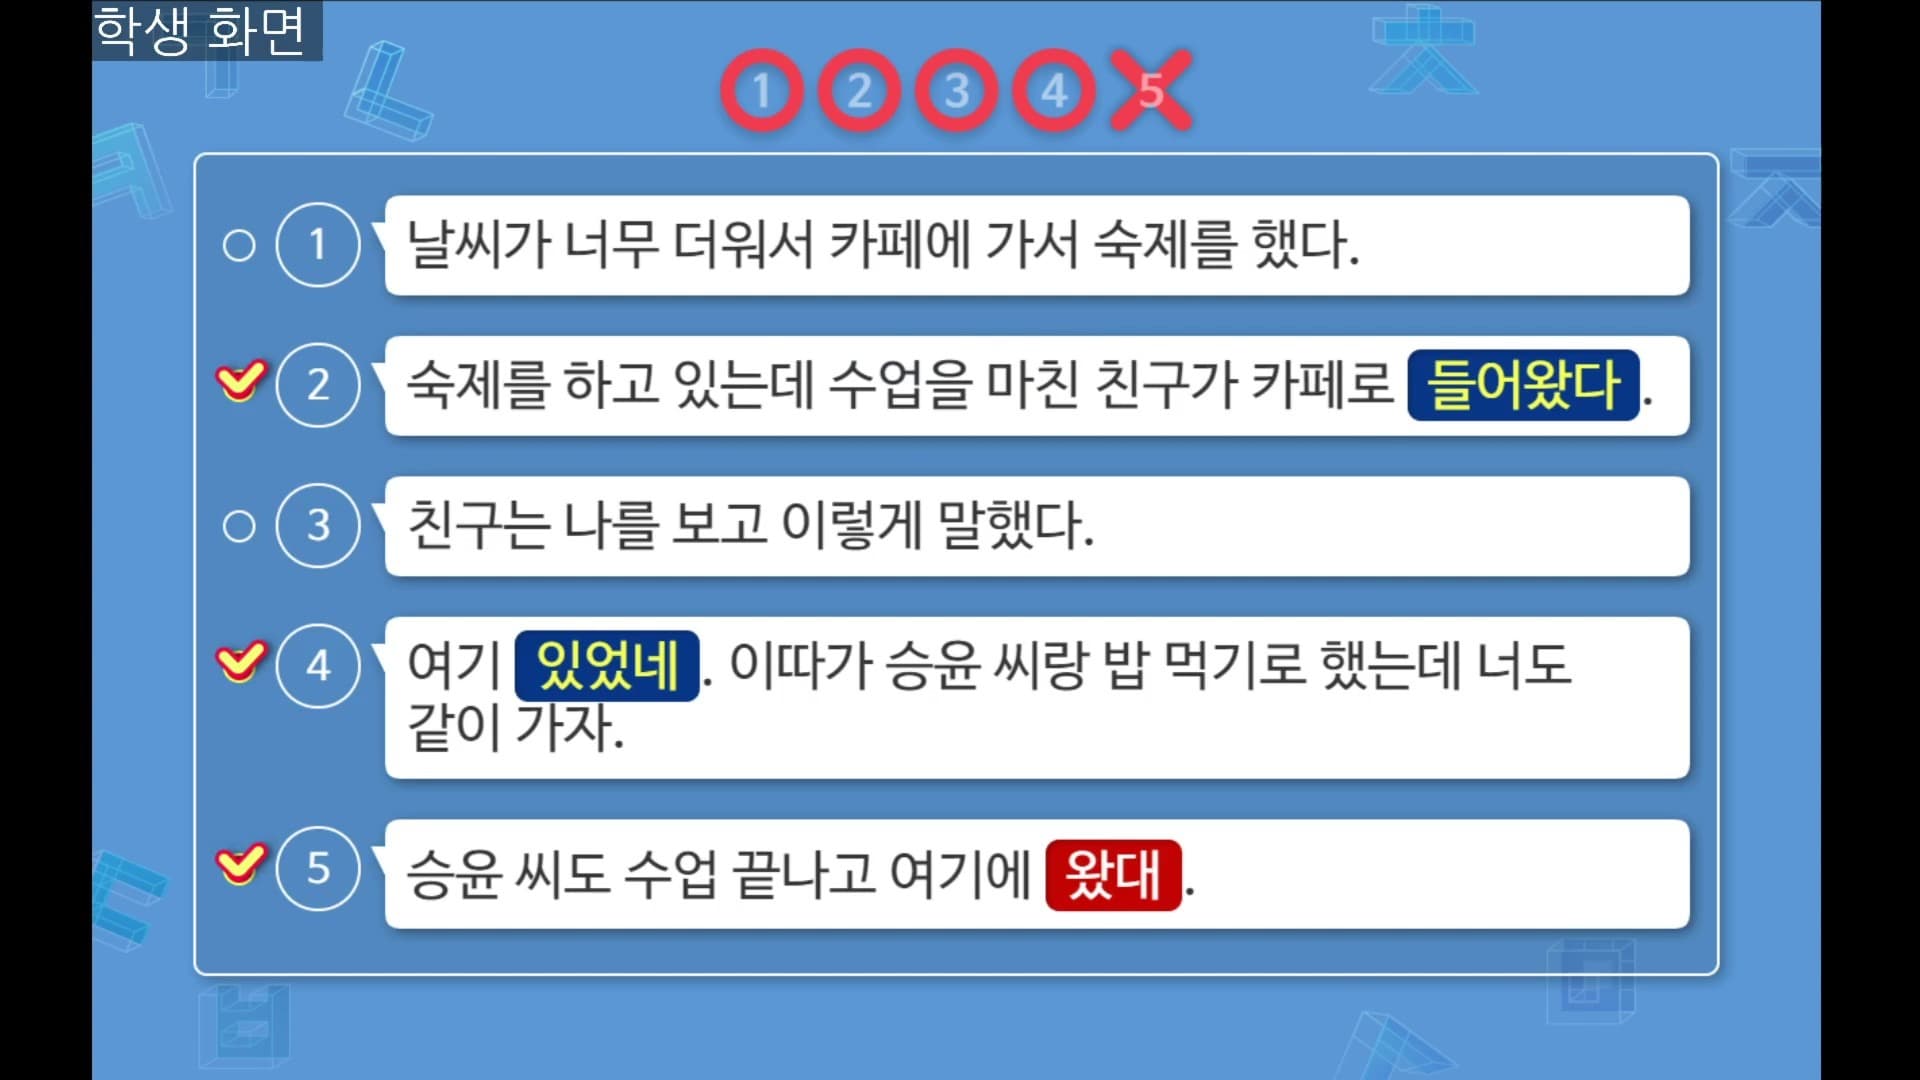 학생 화면
1 2 3 4 5
1 날씨가 너무 더워서 카페에 가서 숙제를 했다.
2 숙제를 하고 있는데 수업을 마친 친구가 카페로 들어왔다.
3 친구는 나를 보고 이렇게 말했다.
4 여기 있었네. 이따가 승윤 씨랑 밥 먹기로 했는데 너도
같이 가자.
5 승윤 씨도 수업 끝나고 여기에 왔대.